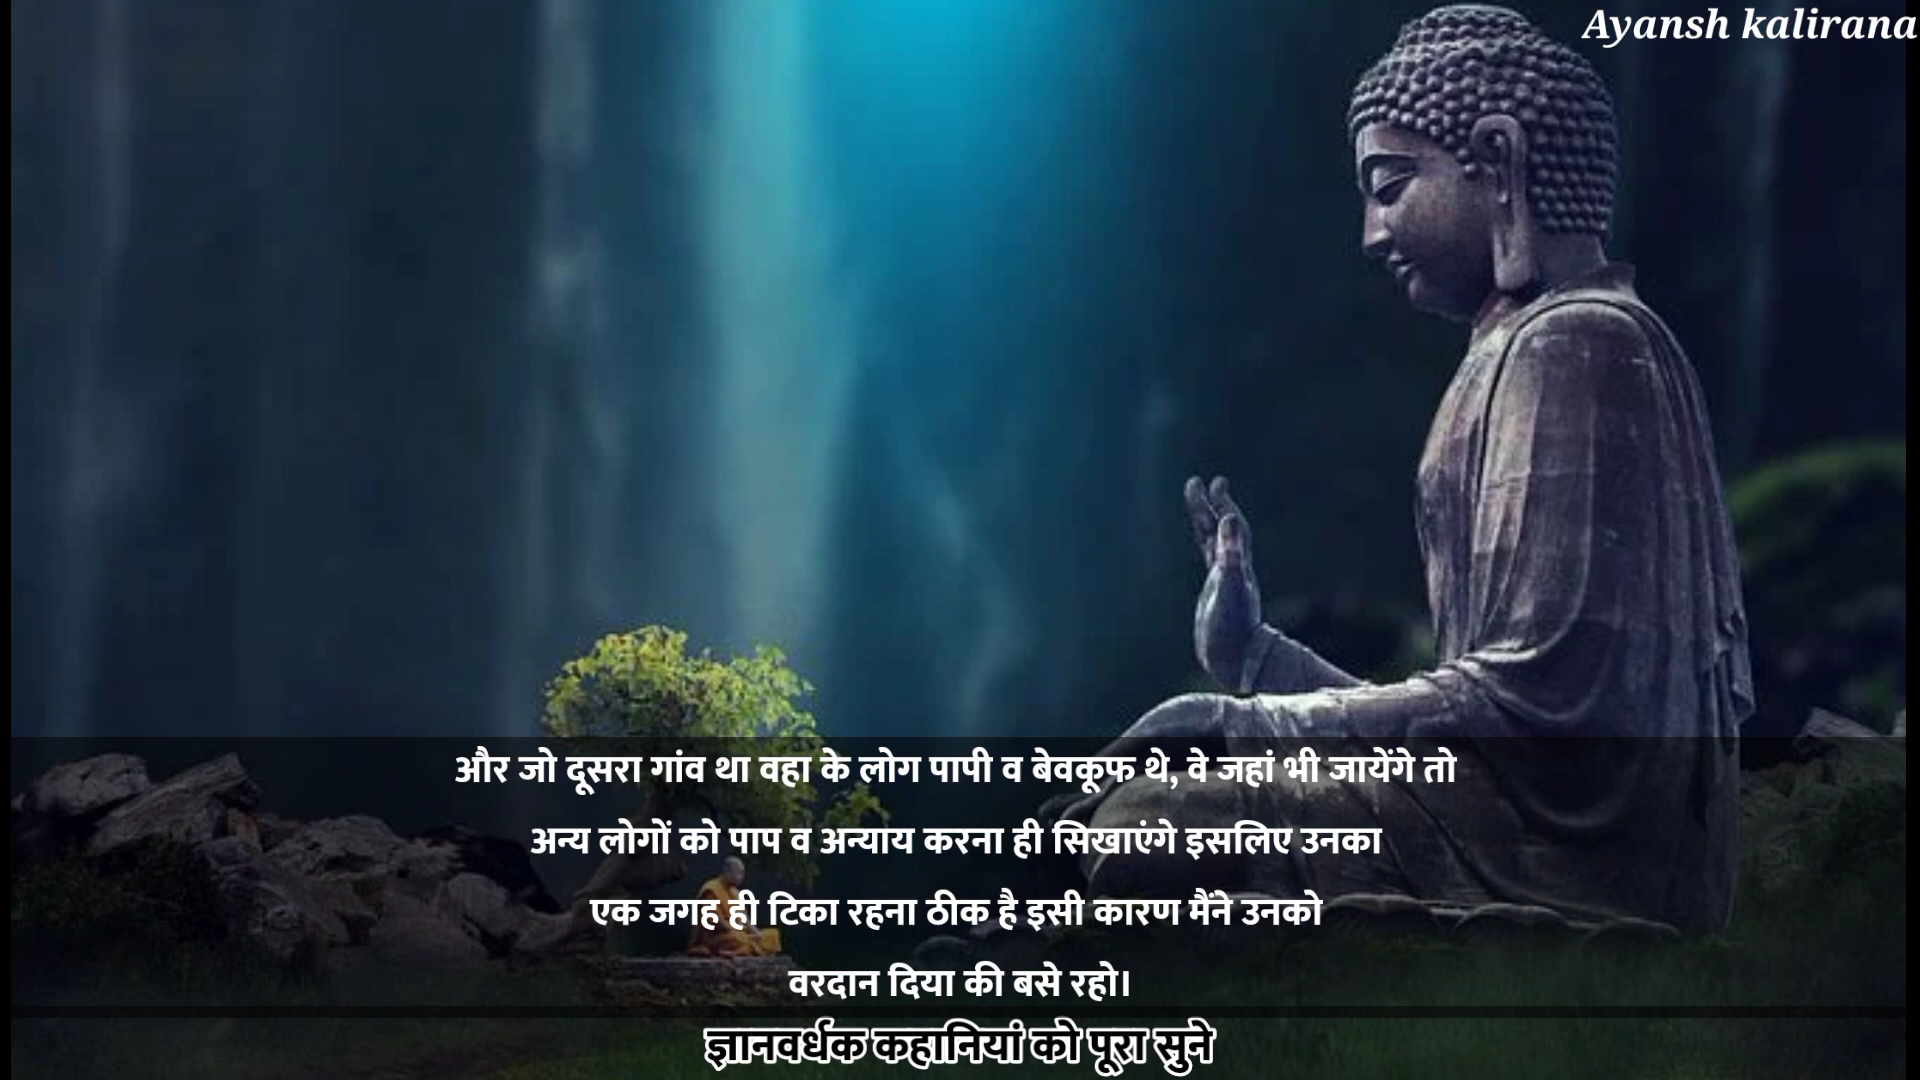 Ayansh kalirana
और जो दूसरा गांव था वहा के लोग पापी व बेवकूफ थे, वे जहां भी जायेंगे तो
अन्य लोगों को पाप व अन्याय करना ही सिखाएंगे इसलिए उनका
एक जगह ही टिका रहना ठीक है इसी कारण मैंने उनको
वरदान दिया की बसे रहो।
ज्ञानवर्धक कहानियां को पूरा सुने